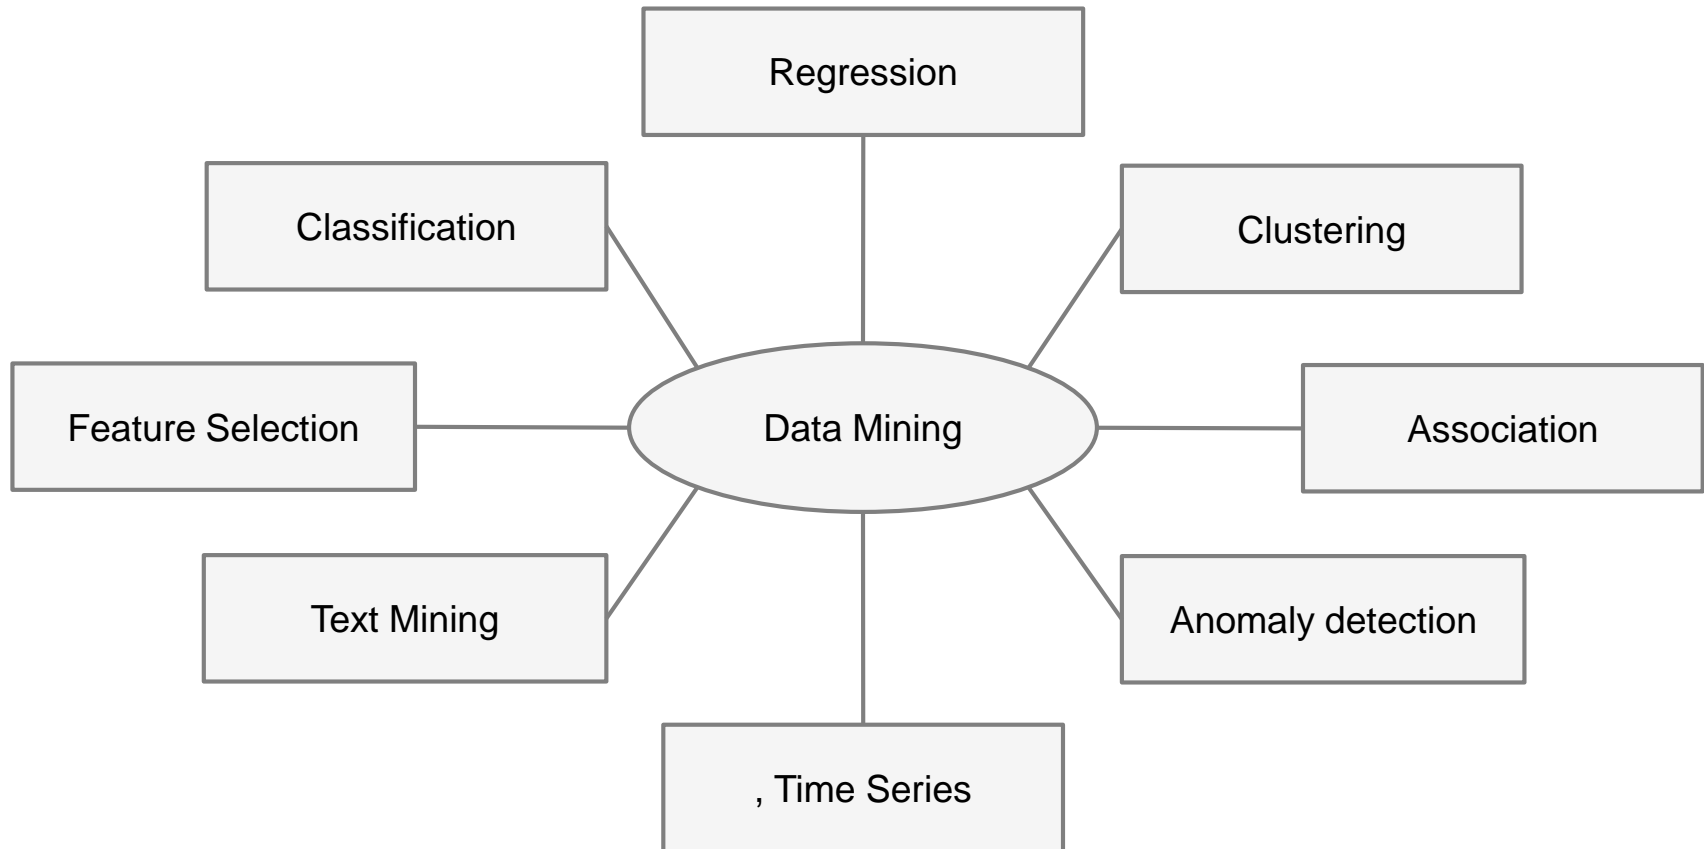 Regression
Classification
Clustering
Feature Selection
Data Mining
Association
Text Mining
Anomaly detection
, Time Series